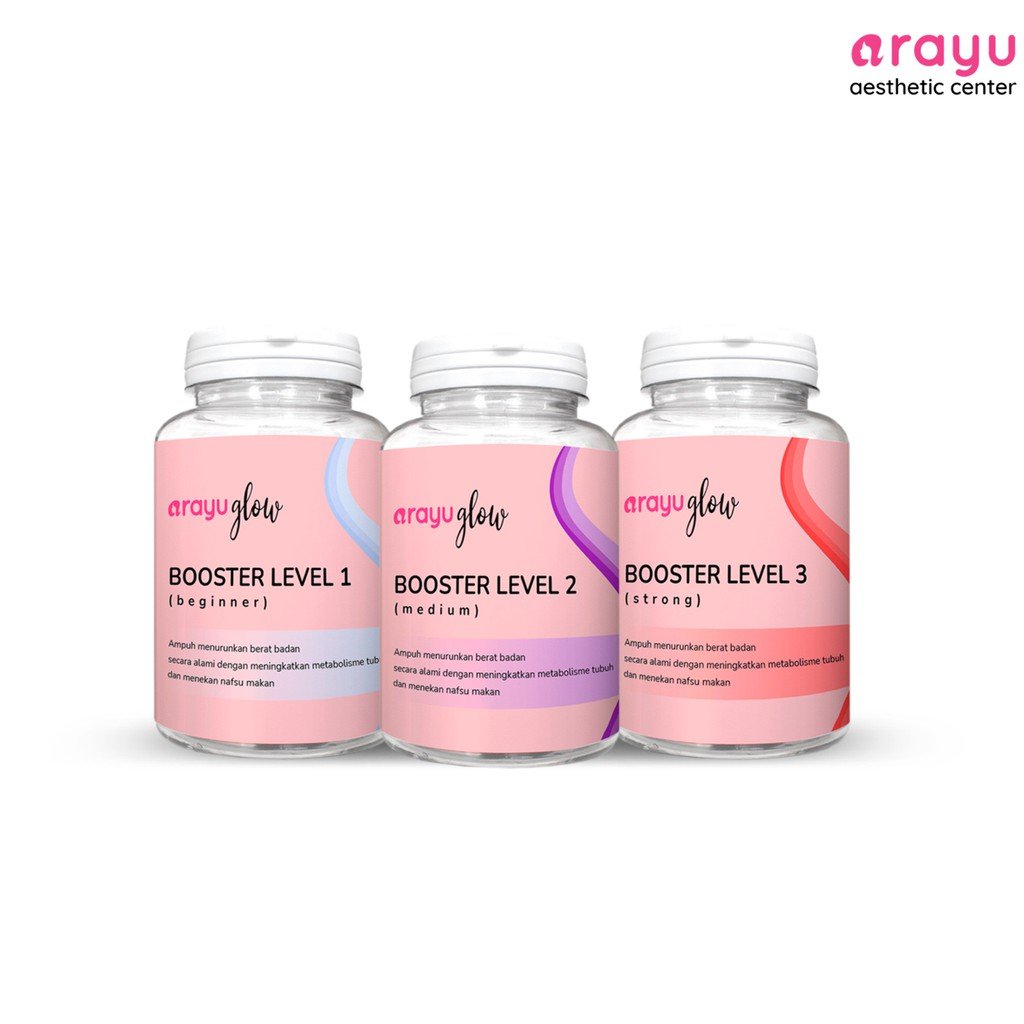 arayu
aesthetic center
arayu glow
BOOSTER LEVEL 1
(beginner)
Ampuh menurunkan berat badan
secara alami dengan meningkatkan metabolisme tubuh
dan menekan nafsu makan
arayu glow
BOOSTER LEVEL 2
(medium)
Ampuh menurunkan berat badan
secara alami dengan meningkatkan metabolisme tubuh
dan menekan nafsu makan
arayu glow
BOOSTER LEVEL 3
(strong)
Ampuh menurunkan berat badan
secara alami dengan meningkatkan metabolisme tubuh
dan menekan nafsu makan